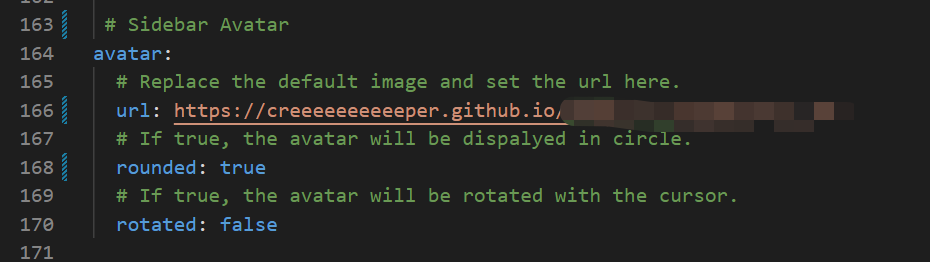 163 # Sidebar Avatar
164 avatar:
165 # Replace the default image and set the url here.
166 url: https://creeeeeeeeeeper.github.io/
167 # If true, the avatar will be dispalyed in circle.
168 rounded: true
169 # If true, the avatar will be rotated with the cursor.
170 rotated: false
171